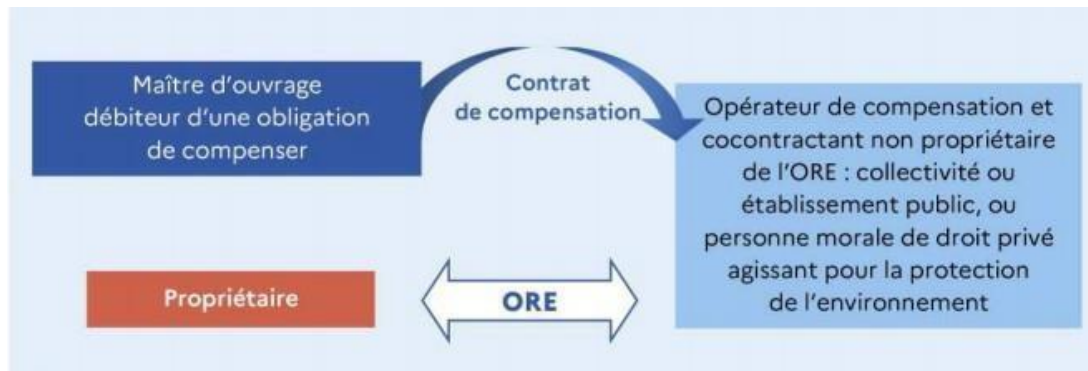 Maître d’ouvrage
débiteur d’une obligation
de compenser
Contrat
de compensation
Opérateur de compensation et
cocontractant non propriétaire
de l’ORE : collectivité ou
établissement public, ou
personne morale de droit privé
agissant pour la protection
de l’environnement
Propriétaire
ORE